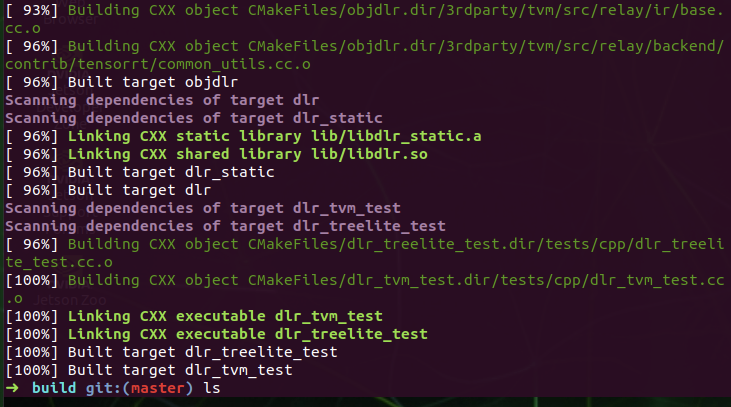 [ 93%] Building CXX object CMakeFiles/objdlr.dir/3rdparty/tvm/src/relay/ir/base.
cc.o
[ 96%] Building CXX object CMakeFiles/objdlr.dir/3rdparty/tvm/src/relay/backend/
contrib/tensorrt/common_utils.cc.o
[ 96%] Built target objdlr
Scanning dependencies of target dlr
Scanning dependencies of target dlr_static
[ 96%] Linking CXX static library lib/libdlr_static.a
[ 96%] Linking CXX shared library lib/libdlr.so
[ 96%] Built target dlr_static
[ 96%] Built target dlr
Scanning dependencies of target dlr_tvm_test
Scanning dependencies of target dlr_treelite_test
[ 96%] Building CXX object CMakeFiles/dlr_treelite_test.dir/tests/cpp/dlr_treeli
te_test.cc.o
[100%] Building CXX object CMakeFiles/dlr_tvm_test.dir/tests/cpp/dlr_tvm_test.cc
.o
Jetson Zoo
[100%] Linking CXX executable dlr_tvm_test
[100%] Linking CXX executable dlr_treelite_test
[100%] Built target dlr_treelite_test
[100%] Built target dlr_tvm_test
➜ build git:(master) ls